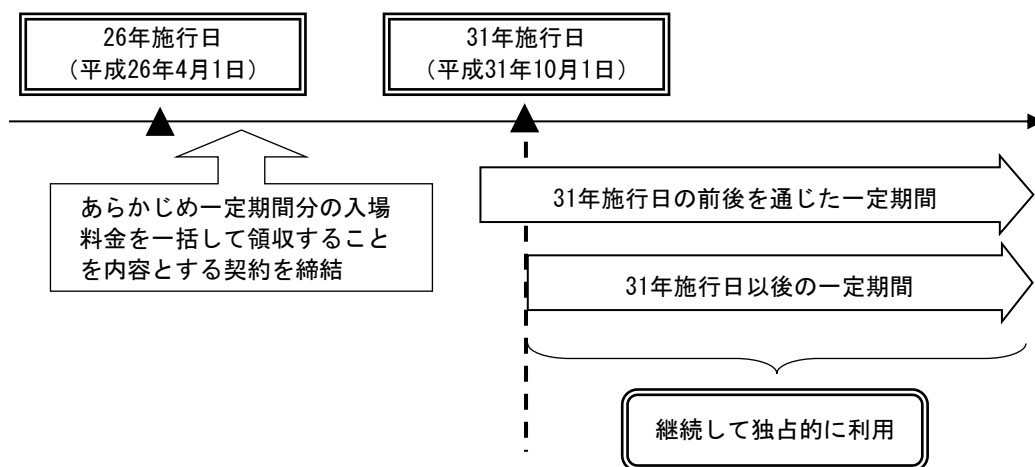 26年施行日
（平成26年4月1日）
31年施行日
（平成31年10月1日）
あらかじめ一定期間分の入場
料金を一括して領収すること
を内容とする契約を締結
31年施行日の前後を通じた一定期間
31年施行日以後の一定期間
継続して独占的に利用